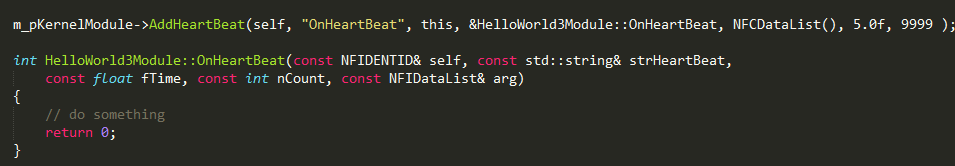 m_pKernelModule->AddHeartBeat(self, "OnHeartBeat", this, &HelloWorld3Module::OnHeartBeat, NFCDataList(), 5.0f, 9999 );
int HelloWorld3Module::OnHeartBeat(const NFIDENTID& self, const std::string& strHeartBeat,
    const float fTime, const int nCount, const NFIDataList& arg)
{
    // do something
    return 0;
}